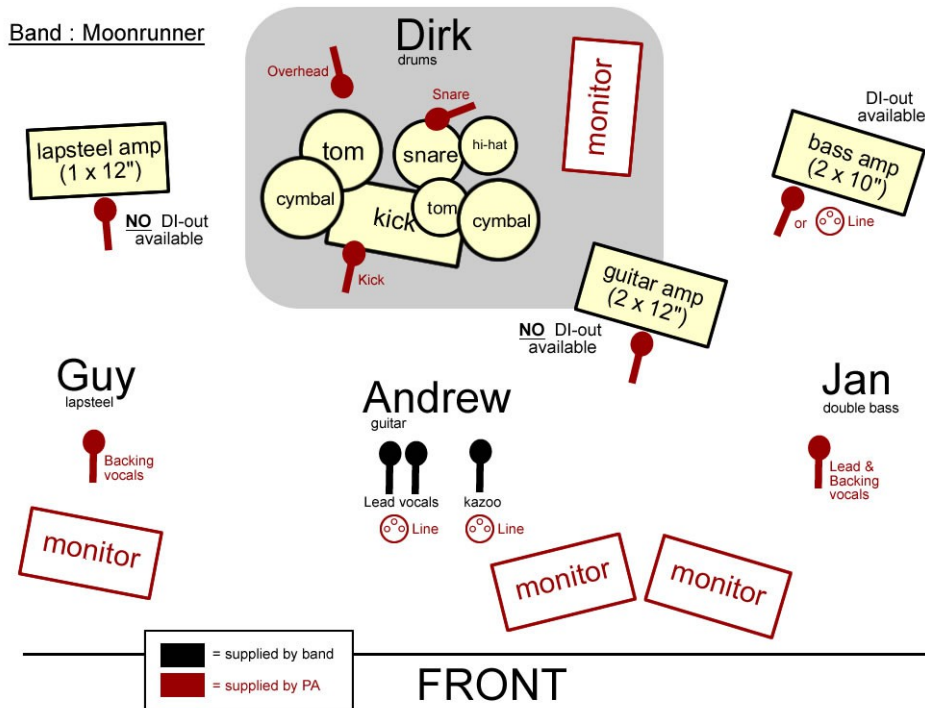 Band : Moonrunner
Dirk
drums
Overhead
Snare
monitor
tom
snare
hi-hat
cymbal
kick
tom
cymbal
Kick
lapsteel amp
(1 x 12")
NO DI-out
available
DI-out
available
bass amp
(2 x 10")
or
Line
guitar amp
(2 x 12")
NO DI-out
available
Guy
lapsteel
Backing
vocals
Andrew
guitar
Lead vocals
kazoo
Line
Line
Jan
double bass
Lead &
Backing
vocals
monitor
monitor
monitor
= supplied by band
= supplied by PA
FRONT